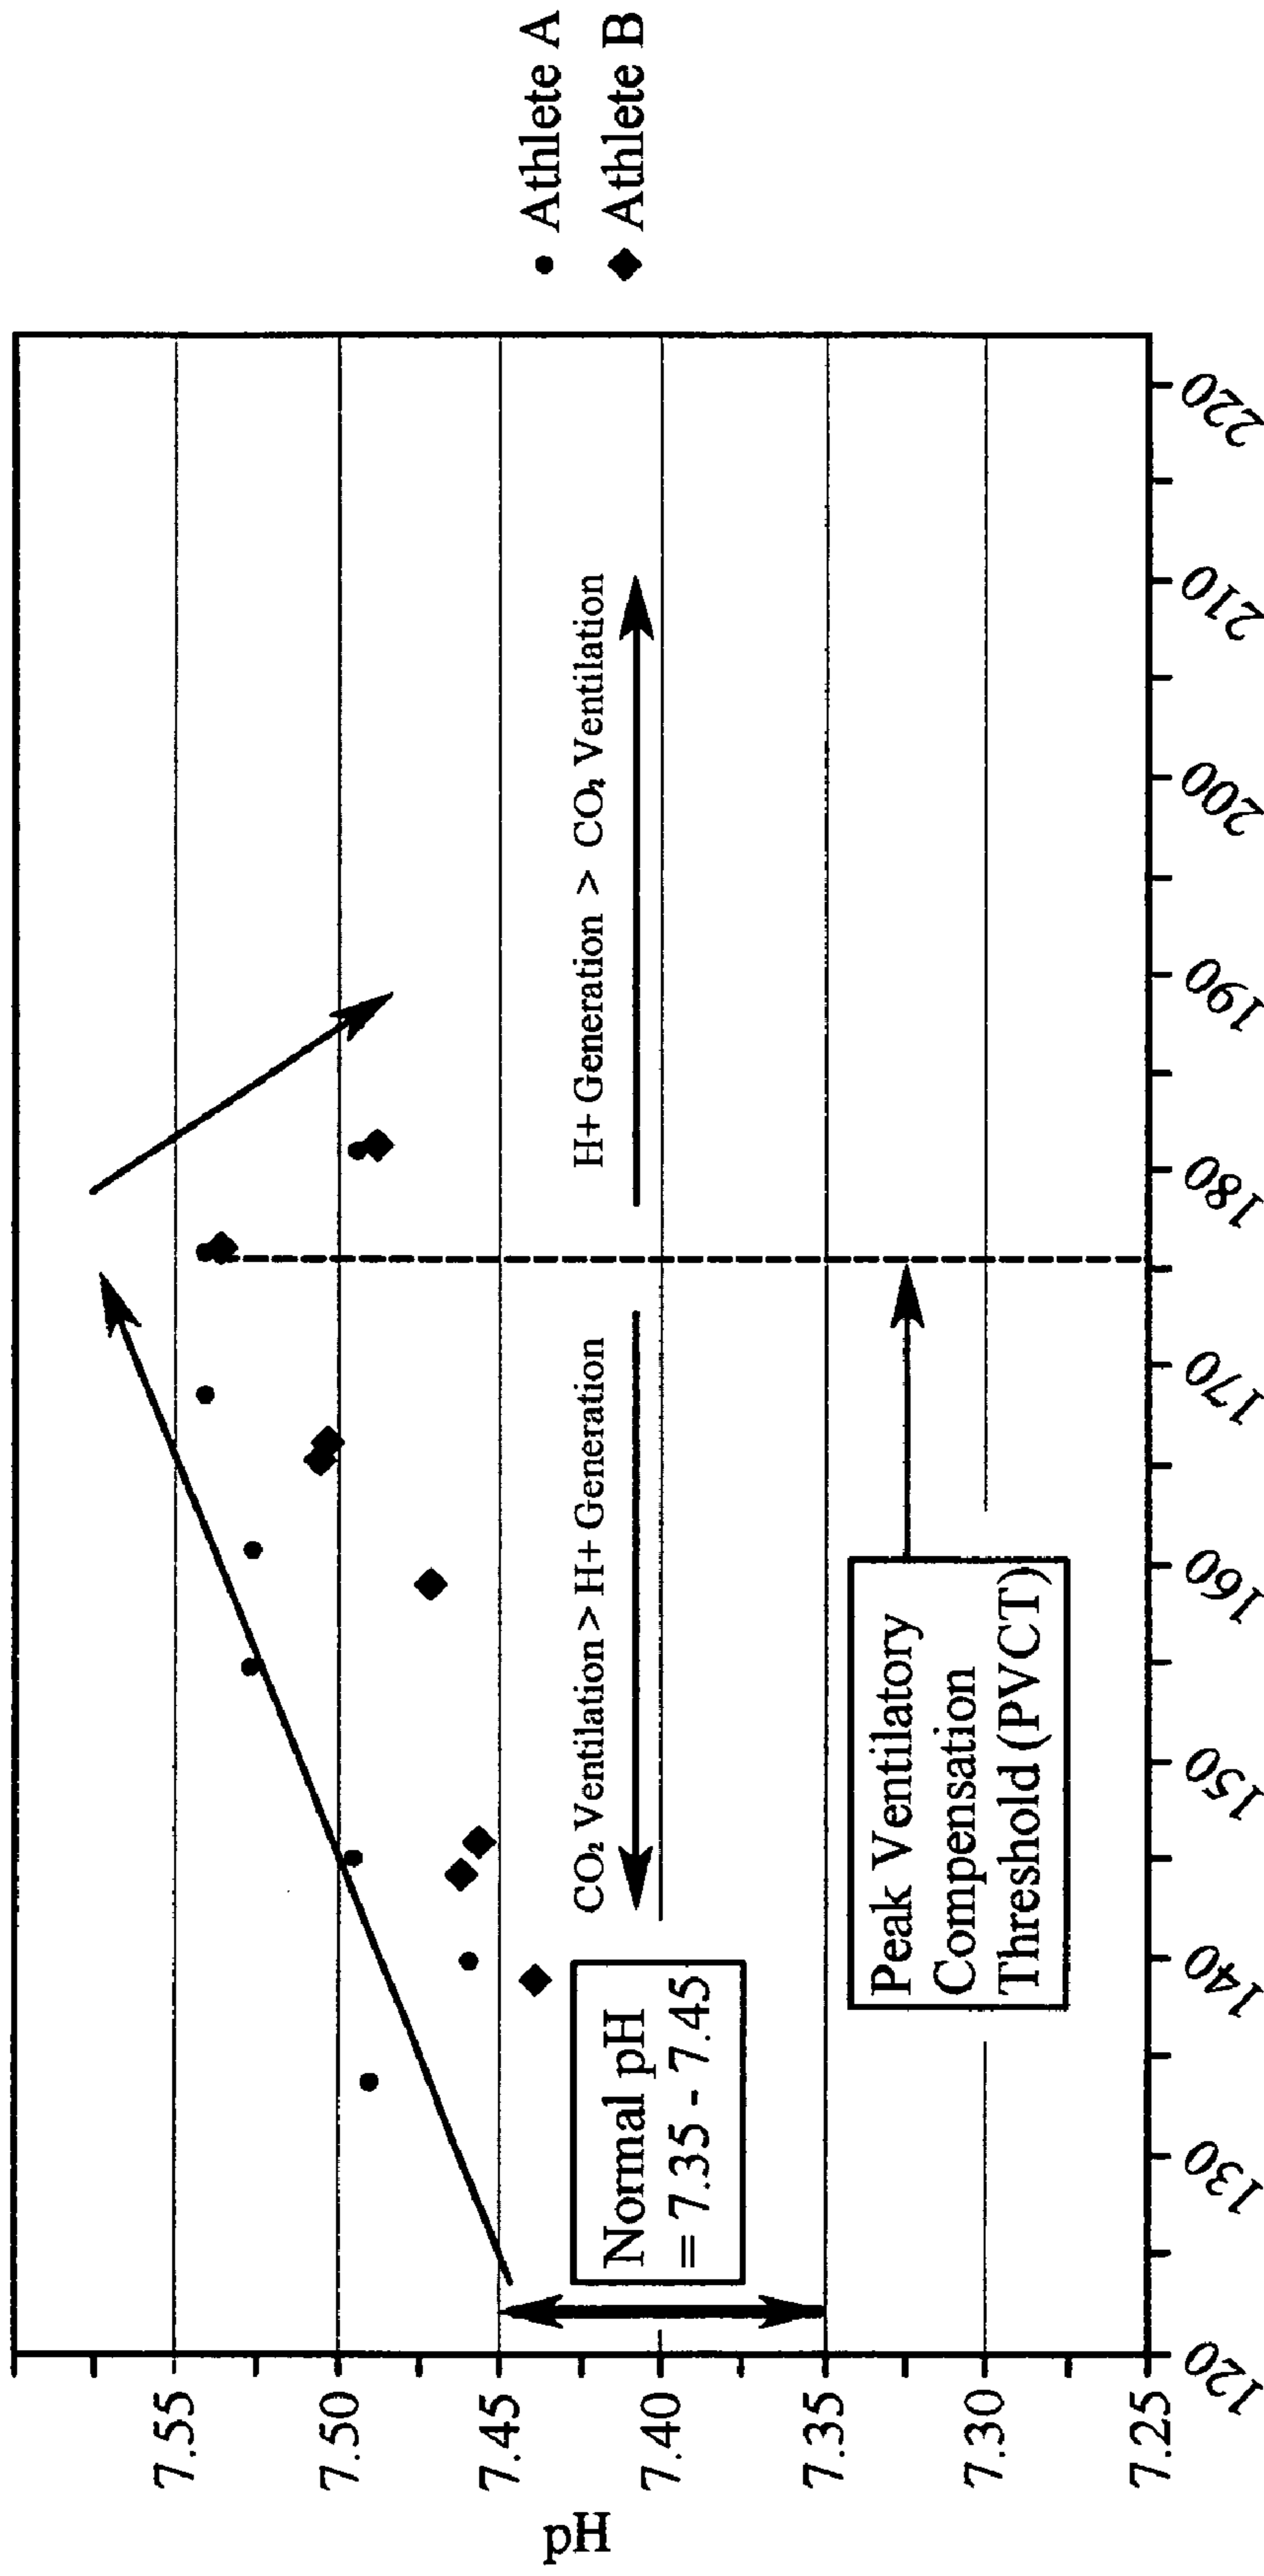 pH
7.55
7.50
7.45
7.40
7.35
7.30
7.25
Normal pH
= 7.35 - 7.45
CO₂ Ventilation > H+ Generation
H+ Generation > CO₂ Ventilation
Peak Ventilatory
Compensation
Threshold (PVCT)
120 130 140 150 160 170 180 190 200 210 220
Athlete A
Athlete B